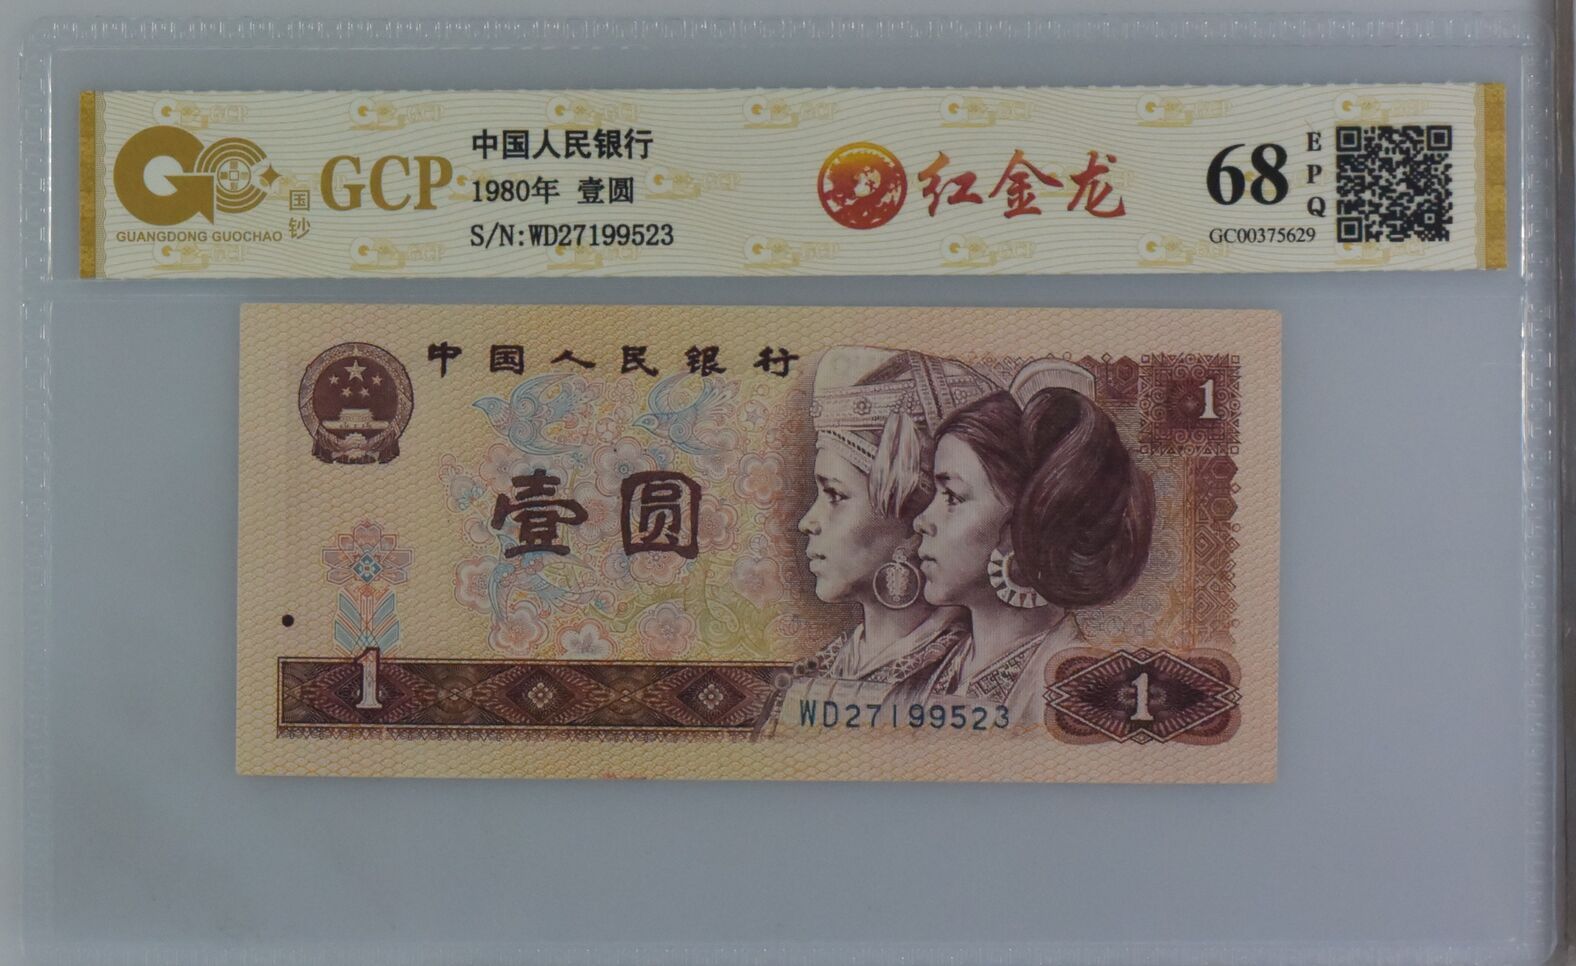 国钞
GCP
GUANGDONG GUOCHAO
中国人民银行
1980年 壹圆
S/N:WD27199523
红金龙
68
EPQ
GC00375629
中国人民银行
1
壹圆
1
WD27199523
1